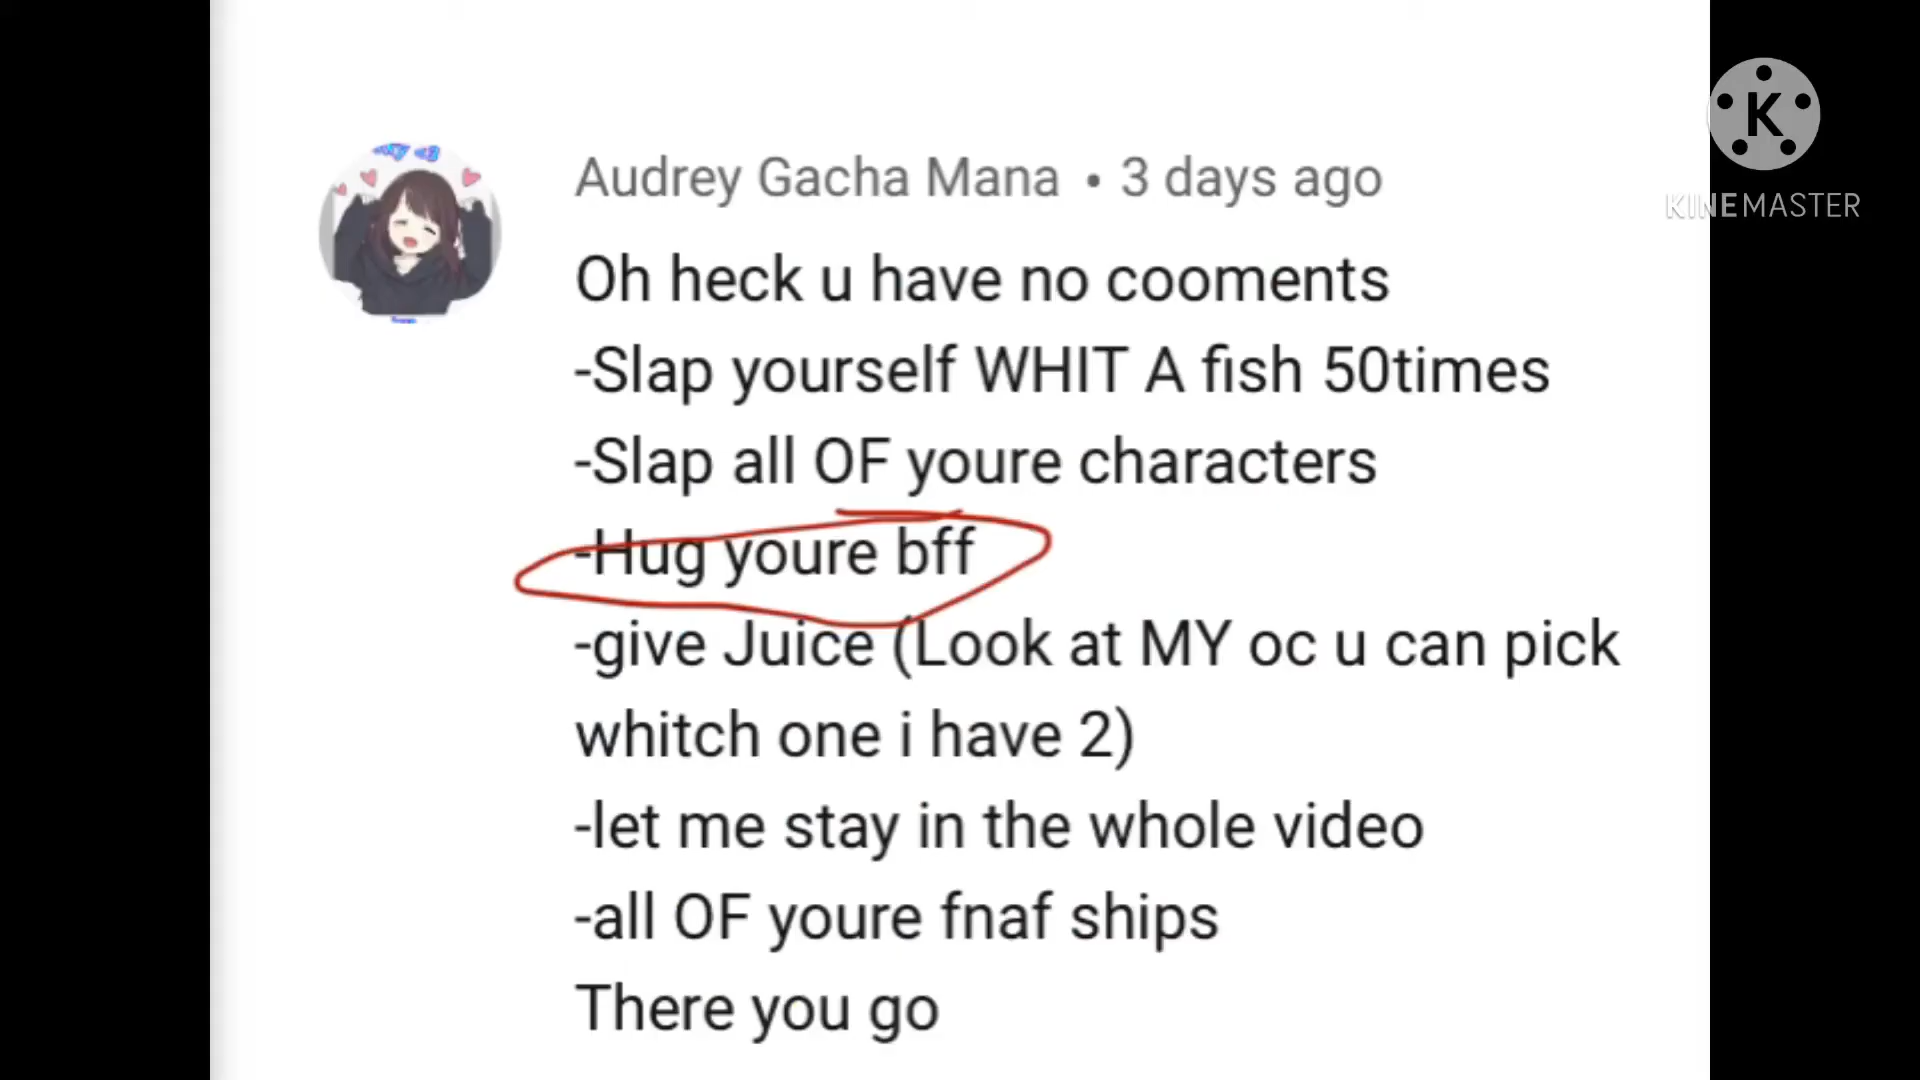 Audrey Gacha Mana • 3 days ago
Oh heck u have no cooments
-Slap yourself WHIT A fish 50times
-Slap all OF youre characters
-Hug youre bff
-give Juice (Look at MY oc u can pick
whitch one i have 2)
-let me stay in the whole video
-all OF youre fnaf ships
There you go
K
KINEMASTER